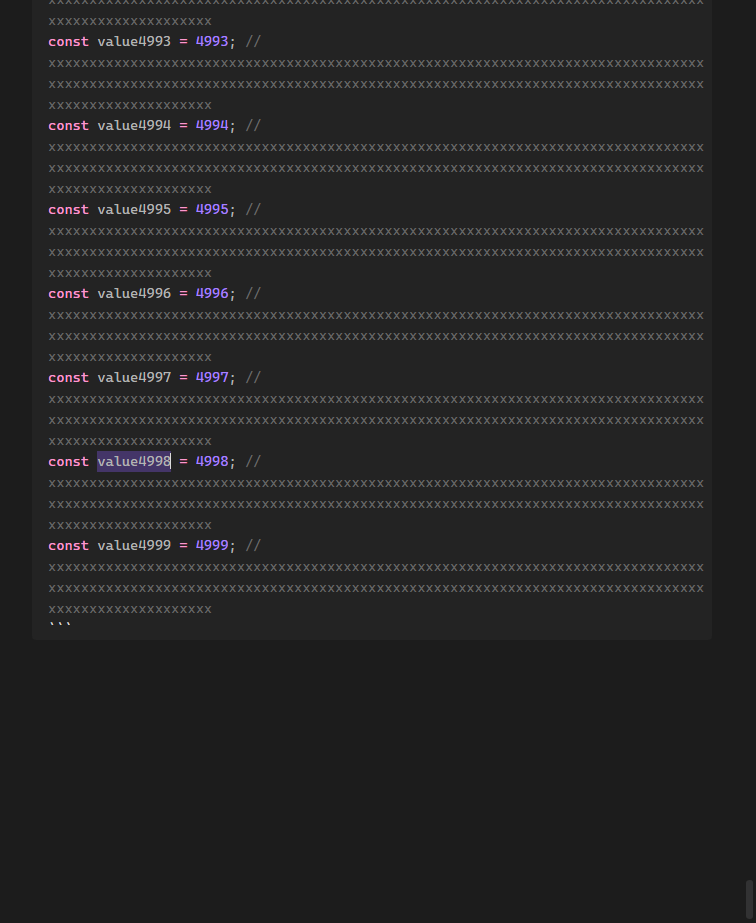 xxxxxxxxxxxxxxxxxxxxxxxxxxxxxxxxxxxxxxxxxxxxxxxxxxxxxxxxxxxxxxxxxxxxxxxxxxxxxxxx
xxxxxxxxxxxxxxxxxxxx
const value4993 = 4993; //
xxxxxxxxxxxxxxxxxxxxxxxxxxxxxxxxxxxxxxxxxxxxxxxxxxxxxxxxxxxxxxxxxxxxxxxxxxxxxxxx
xxxxxxxxxxxxxxxxxxxxxxxxxxxxxxxxxxxxxxxxxxxxxxxxxxxxxxxxxxxxxxxxxxxxxxxxxxxxxxxx
xxxxxxxxxxxxxxxxxxxx
const value4994 = 4994; //
xxxxxxxxxxxxxxxxxxxxxxxxxxxxxxxxxxxxxxxxxxxxxxxxxxxxxxxxxxxxxxxxxxxxxxxxxxxxxxxx
xxxxxxxxxxxxxxxxxxxxxxxxxxxxxxxxxxxxxxxxxxxxxxxxxxxxxxxxxxxxxxxxxxxxxxxxxxxxxxxx
xxxxxxxxxxxxxxxxxxxx
const value4995 = 4995; //
xxxxxxxxxxxxxxxxxxxxxxxxxxxxxxxxxxxxxxxxxxxxxxxxxxxxxxxxxxxxxxxxxxxxxxxxxxxxxxxx
xxxxxxxxxxxxxxxxxxxxxxxxxxxxxxxxxxxxxxxxxxxxxxxxxxxxxxxxxxxxxxxxxxxxxxxxxxxxxxxx
xxxxxxxxxxxxxxxxxxxx
const value4996 = 4996; //
xxxxxxxxxxxxxxxxxxxxxxxxxxxxxxxxxxxxxxxxxxxxxxxxxxxxxxxxxxxxxxxxxxxxxxxxxxxxxxxx
xxxxxxxxxxxxxxxxxxxxxxxxxxxxxxxxxxxxxxxxxxxxxxxxxxxxxxxxxxxxxxxxxxxxxxxxxxxxxxxx
xxxxxxxxxxxxxxxxxxxx
const value4997 = 4997; //
xxxxxxxxxxxxxxxxxxxxxxxxxxxxxxxxxxxxxxxxxxxxxxxxxxxxxxxxxxxxxxxxxxxxxxxxxxxxxxxx
xxxxxxxxxxxxxxxxxxxxxxxxxxxxxxxxxxxxxxxxxxxxxxxxxxxxxxxxxxxxxxxxxxxxxxxxxxxxxxxx
xxxxxxxxxxxxxxxxxxxx
const value4998 = 4998; //
xxxxxxxxxxxxxxxxxxxxxxxxxxxxxxxxxxxxxxxxxxxxxxxxxxxxxxxxxxxxxxxxxxxxxxxxxxxxxxxx
xxxxxxxxxxxxxxxxxxxxxxxxxxxxxxxxxxxxxxxxxxxxxxxxxxxxxxxxxxxxxxxxxxxxxxxxxxxxxxxx
xxxxxxxxxxxxxxxxxxxx
const value4999 = 4999; //
xxxxxxxxxxxxxxxxxxxxxxxxxxxxxxxxxxxxxxxxxxxxxxxxxxxxxxxxxxxxxxxxxxxxxxxxxxxxxxxx
xxxxxxxxxxxxxxxxxxxxxxxxxxxxxxxxxxxxxxxxxxxxxxxxxxxxxxxxxxxxxxxxxxxxxxxxxxxxxxxx
xxxxxxxxxxxxxxxxxxxx
```